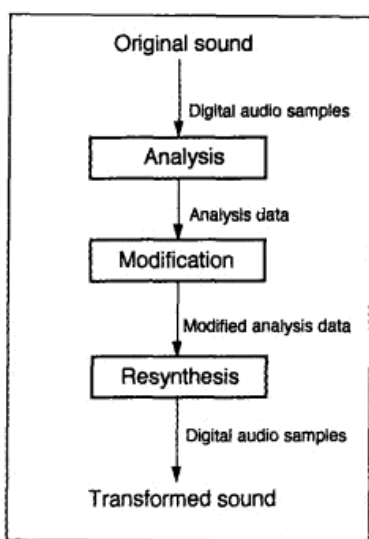 Original sound
Digital audio samples
Analysis
Analysis data
Modification
Modified analysis data
Resynthesis
Digital audio samples
Transformed sound